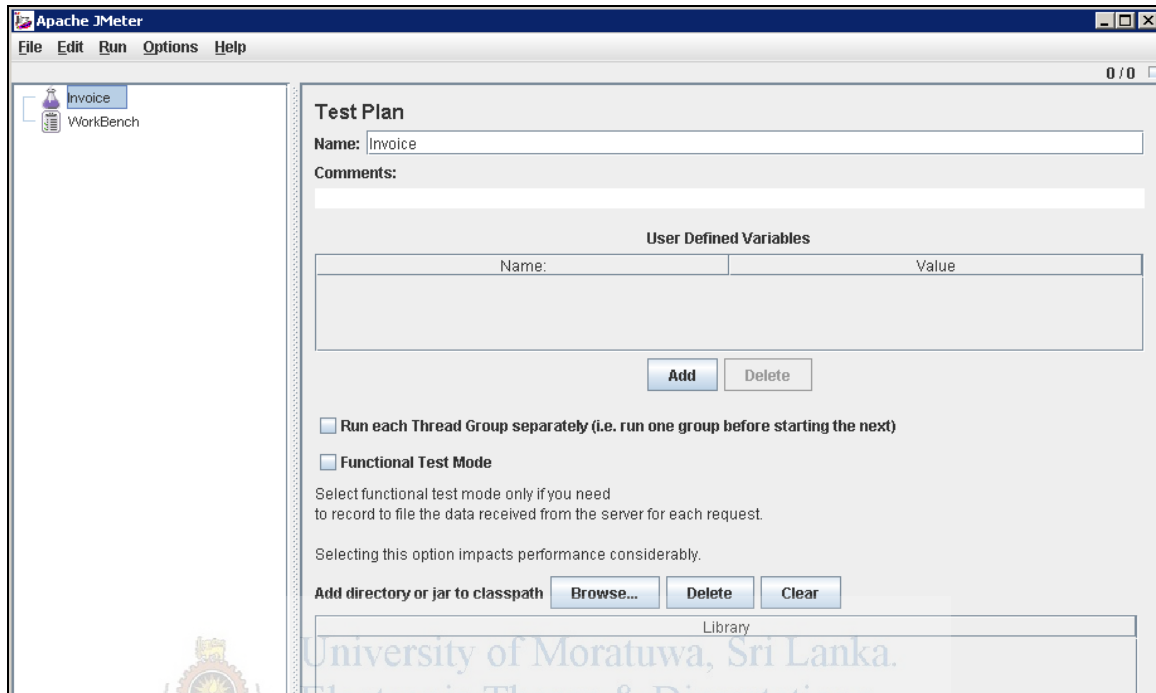 Apache JMeter
File Edit Run Options Help
0 / 0
Invoice
WorkBench
Test Plan
Name: Invoice
Comments:
User Defined Variables
Name: Value
Add Delete
Run each Thread Group separately (i.e. run one group before starting the next)
Functional Test Mode
Select functional test mode only if you need
to record to file the data received from the server for each request.
Selecting this option impacts performance considerably.
Add directory or jar to classpath Browse... Delete Clear
Library
University of Moratuwa, Sri Lanka.